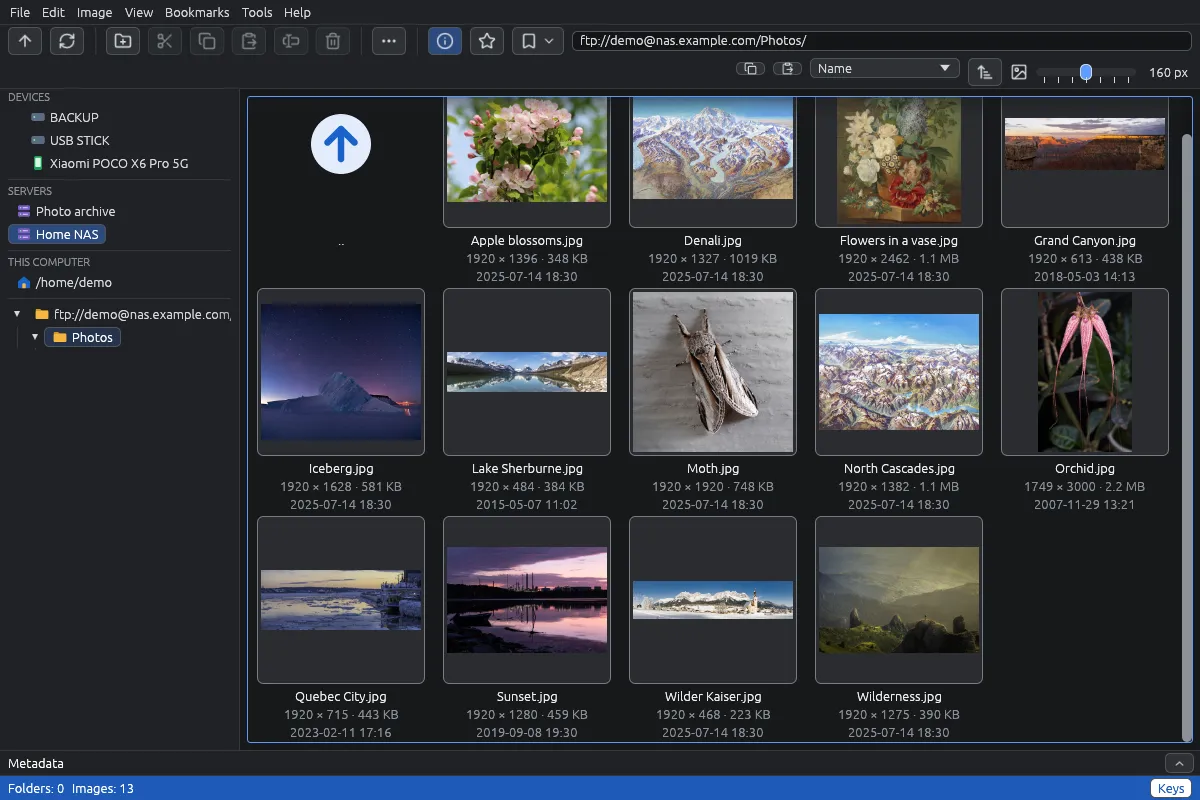 File Edit Image View Bookmarks Tools Help
ftp://demo@nas.example.com/Photos/
Name
160 px
DEVICES
BACKUP
USB STICK
Xiaomi POCO X6 Pro 5G
SERVERS
Photo archive
Home NAS
THIS COMPUTER
/home/demo
ftp://demo@nas.example.com,
Photos
..
Apple blossoms.jpg
1920 × 1396 · 348 KB
2025-07-14 18:30
Denali.jpg
1920 × 1327 · 1019 KB
2025-07-14 18:30
Flowers in a vase.jpg
1920 × 2462 · 1.1 MB
2025-07-14 18:30
Grand Canyon.jpg
1920 × 613 · 438 KB
2018-05-03 14:13
Iceberg.jpg
1920 × 1628 · 581 KB
2025-07-14 18:30
Lake Sherburne.jpg
1920 × 484 · 384 KB
2015-05-07 11:02
Moth.jpg
1920 × 1920 · 748 KB
2025-07-14 18:30
North Cascades.jpg
1920 × 1382 · 1.1 MB
2025-07-14 18:30
Orchid.jpg
1749 × 3000 · 2.2 MB
2007-11-29 13:21
Quebec City.jpg
1920 × 715 · 443 KB
2023-02-11 17:16
Sunset.jpg
1920 × 1280 · 459 KB
2019-09-08 19:30
Wilder Kaiser.jpg
1920 × 468 · 223 KB
2025-07-14 18:30
Wilderness.jpg
1920 × 1275 · 390 KB
2025-07-14 18:30
Metadata
Folders: 0 Images: 13
Keys